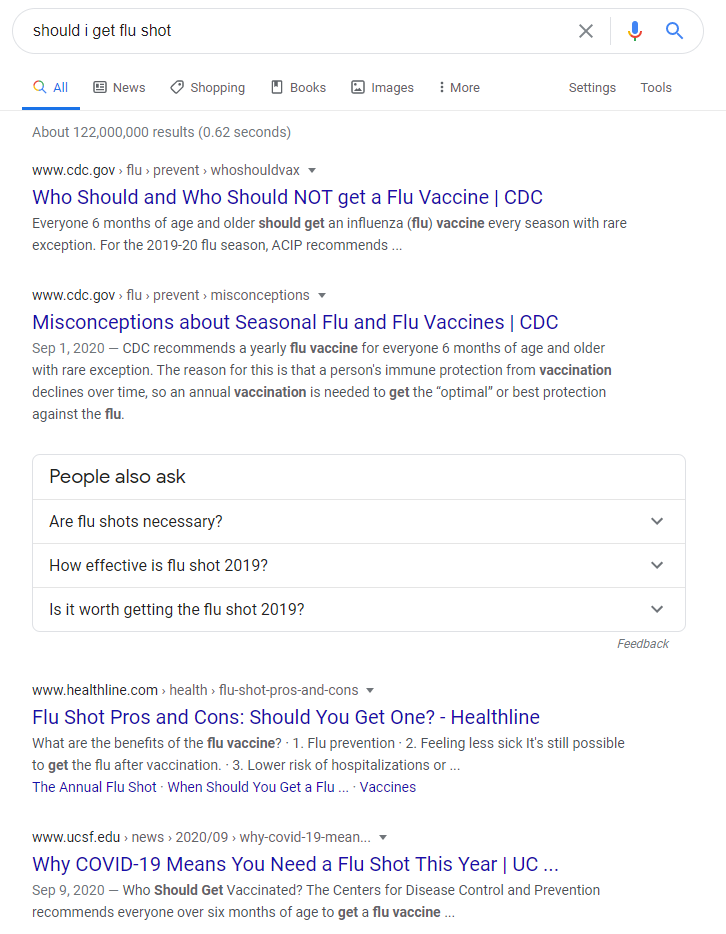 should i get flu shot
All News Shopping Books Images More Settings Tools
About 122,000,000 results (0.62 seconds)
www.cdc.gov › flu › prevent › whoshouldvax
Who Should and Who Should NOT get a Flu Vaccine | CDC
Everyone 6 months of age and older should get an influenza (flu) vaccine every season with rare
exception. For the 2019-20 flu season, ACIP recommends ...
www.cdc.gov › flu › prevent › misconceptions
Misconceptions about Seasonal Flu and Flu Vaccines | CDC
Sep 1, 2020 — CDC recommends a yearly flu vaccine for everyone 6 months of age and older
with rare exception. The reason for this is that a person's immune protection from vaccination
declines over time, so an annual vaccination is needed to get the “optimal” or best protection
against the flu.
People also ask
Are flu shots necessary?
How effective is flu shot 2019?
Is it worth getting the flu shot 2019?
Feedback
www.healthline.com › health › flu-shot-pros-and-cons
Flu Shot Pros and Cons: Should You Get One? - Healthline
What are the benefits of the flu vaccine? · 1. Flu prevention · 2. Feeling less sick It's still possible
to get the flu after vaccination. · 3. Lower risk of hospitalizations or ...
The Annual Flu Shot · When Should You Get a Flu ... · Vaccines
www.ucsf.edu › news › 2020/09 › why-covid-19-mean...
Why COVID-19 Means You Need a Flu Shot This Year | UC ...
Sep 9, 2020 — Who Should Get Vaccinated? The Centers for Disease Control and Prevention
recommends everyone over six months of age to get a flu vaccine ...